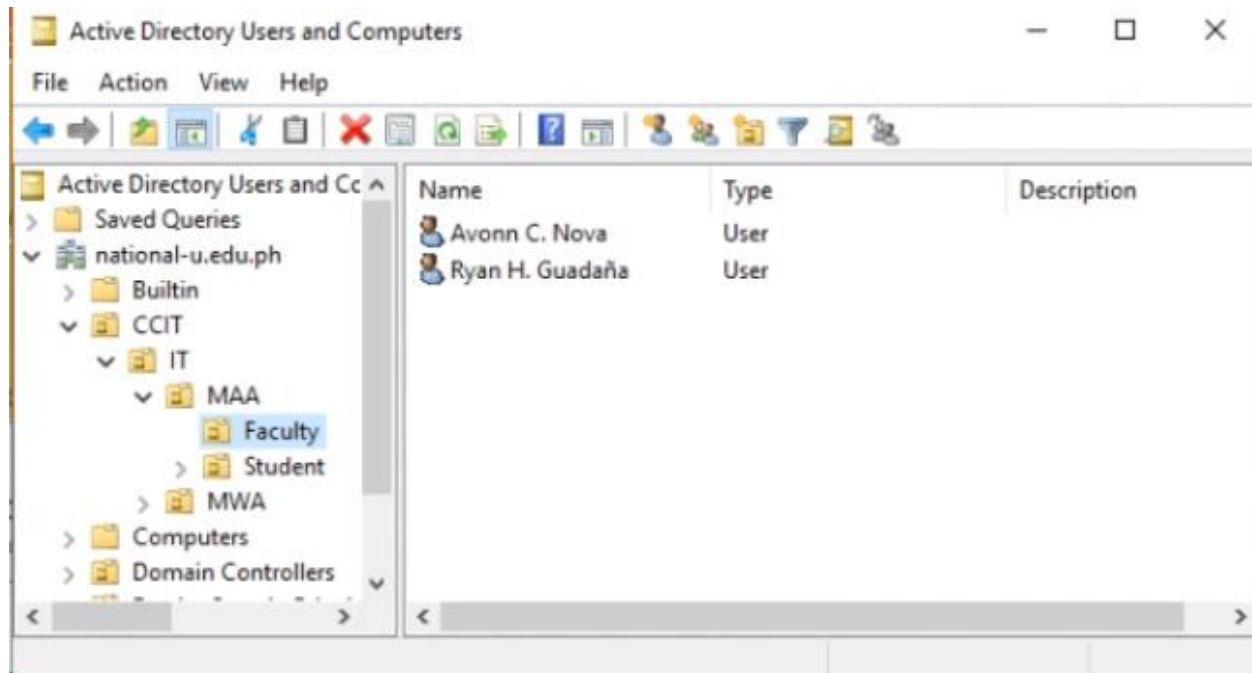 Active Directory Users and Computers
File Action View Help
Active Directory Users and Cc
Saved Queries
national-u.edu.ph
Builtin
CCIT
IT
MAA
Faculty
Student
MWA
Computers
Domain Controllers
Name Type Description
Avonn C. Nova User
Ryan H. Guadaña User